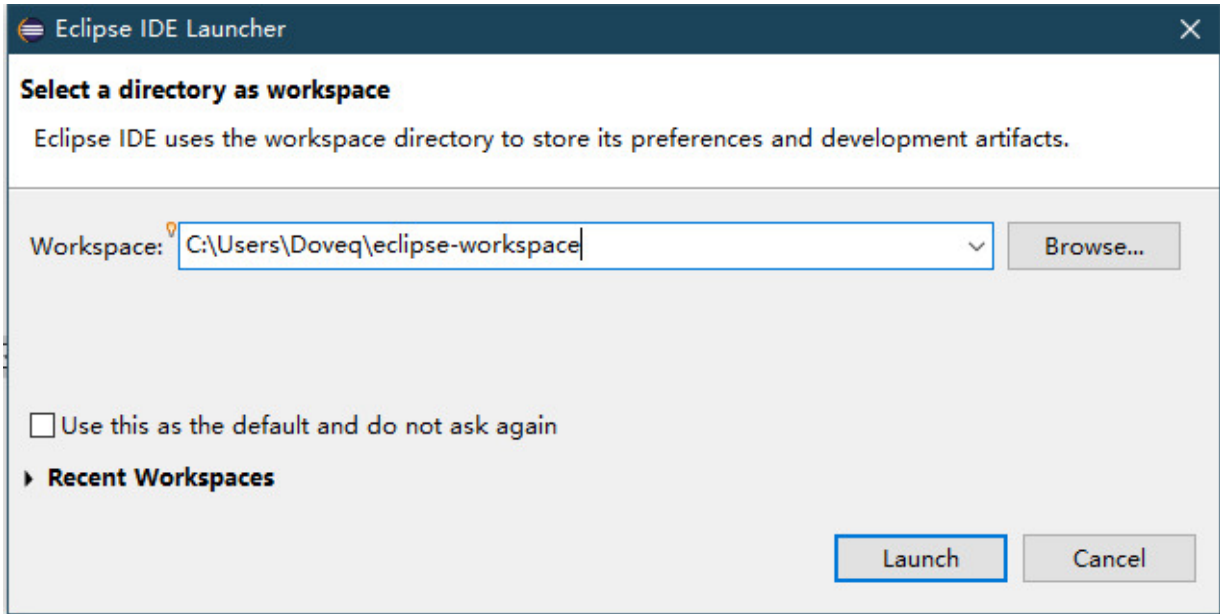 Eclipse IDE Launcher
Select a directory as workspace
Eclipse IDE uses the workspace directory to store its preferences and development artifacts.
Workspace: C:\Users\Doveq\eclipse-workspace Browse...
Use this as the default and do not ask again
Recent Workspaces
Launch Cancel